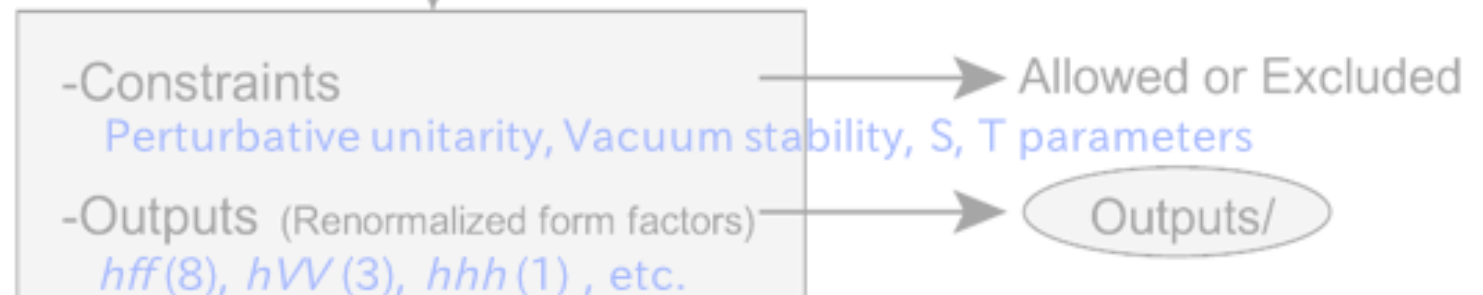 -Constraints
Allowed or Excluded
Perturbative unitarity, Vacuum stability, S, T parameters
-Outputs (Renormalized form factors)
Outputs/
hff (8), hVV (3), hhh (1) , etc.